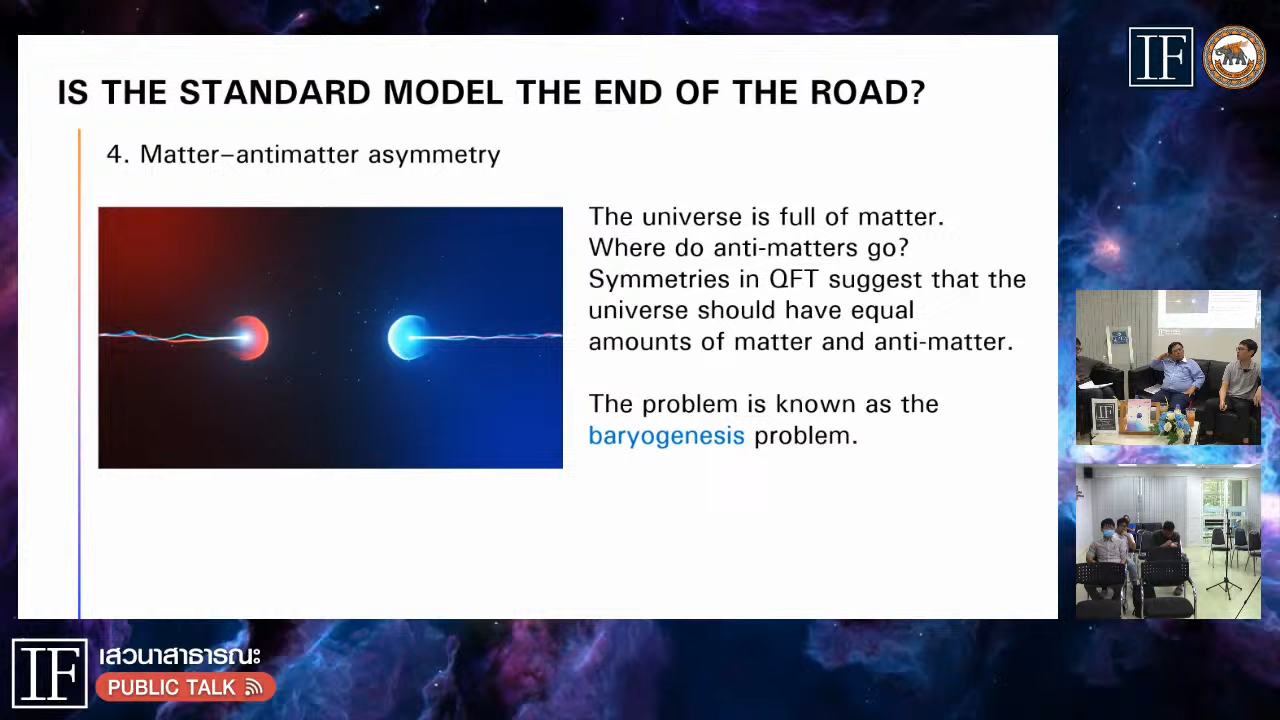 IS THE STANDARD MODEL THE END OF THE ROAD?
4. Matter–antimatter asymmetry
The universe is full of matter.
Where do anti-matters go?
Symmetries in QFT suggest that the
universe should have equal
amounts of matter and anti-matter.
The problem is known as the
baryogenesis problem.
IF
IF
เสวนาสาธารณะ
PUBLIC TALK
IF